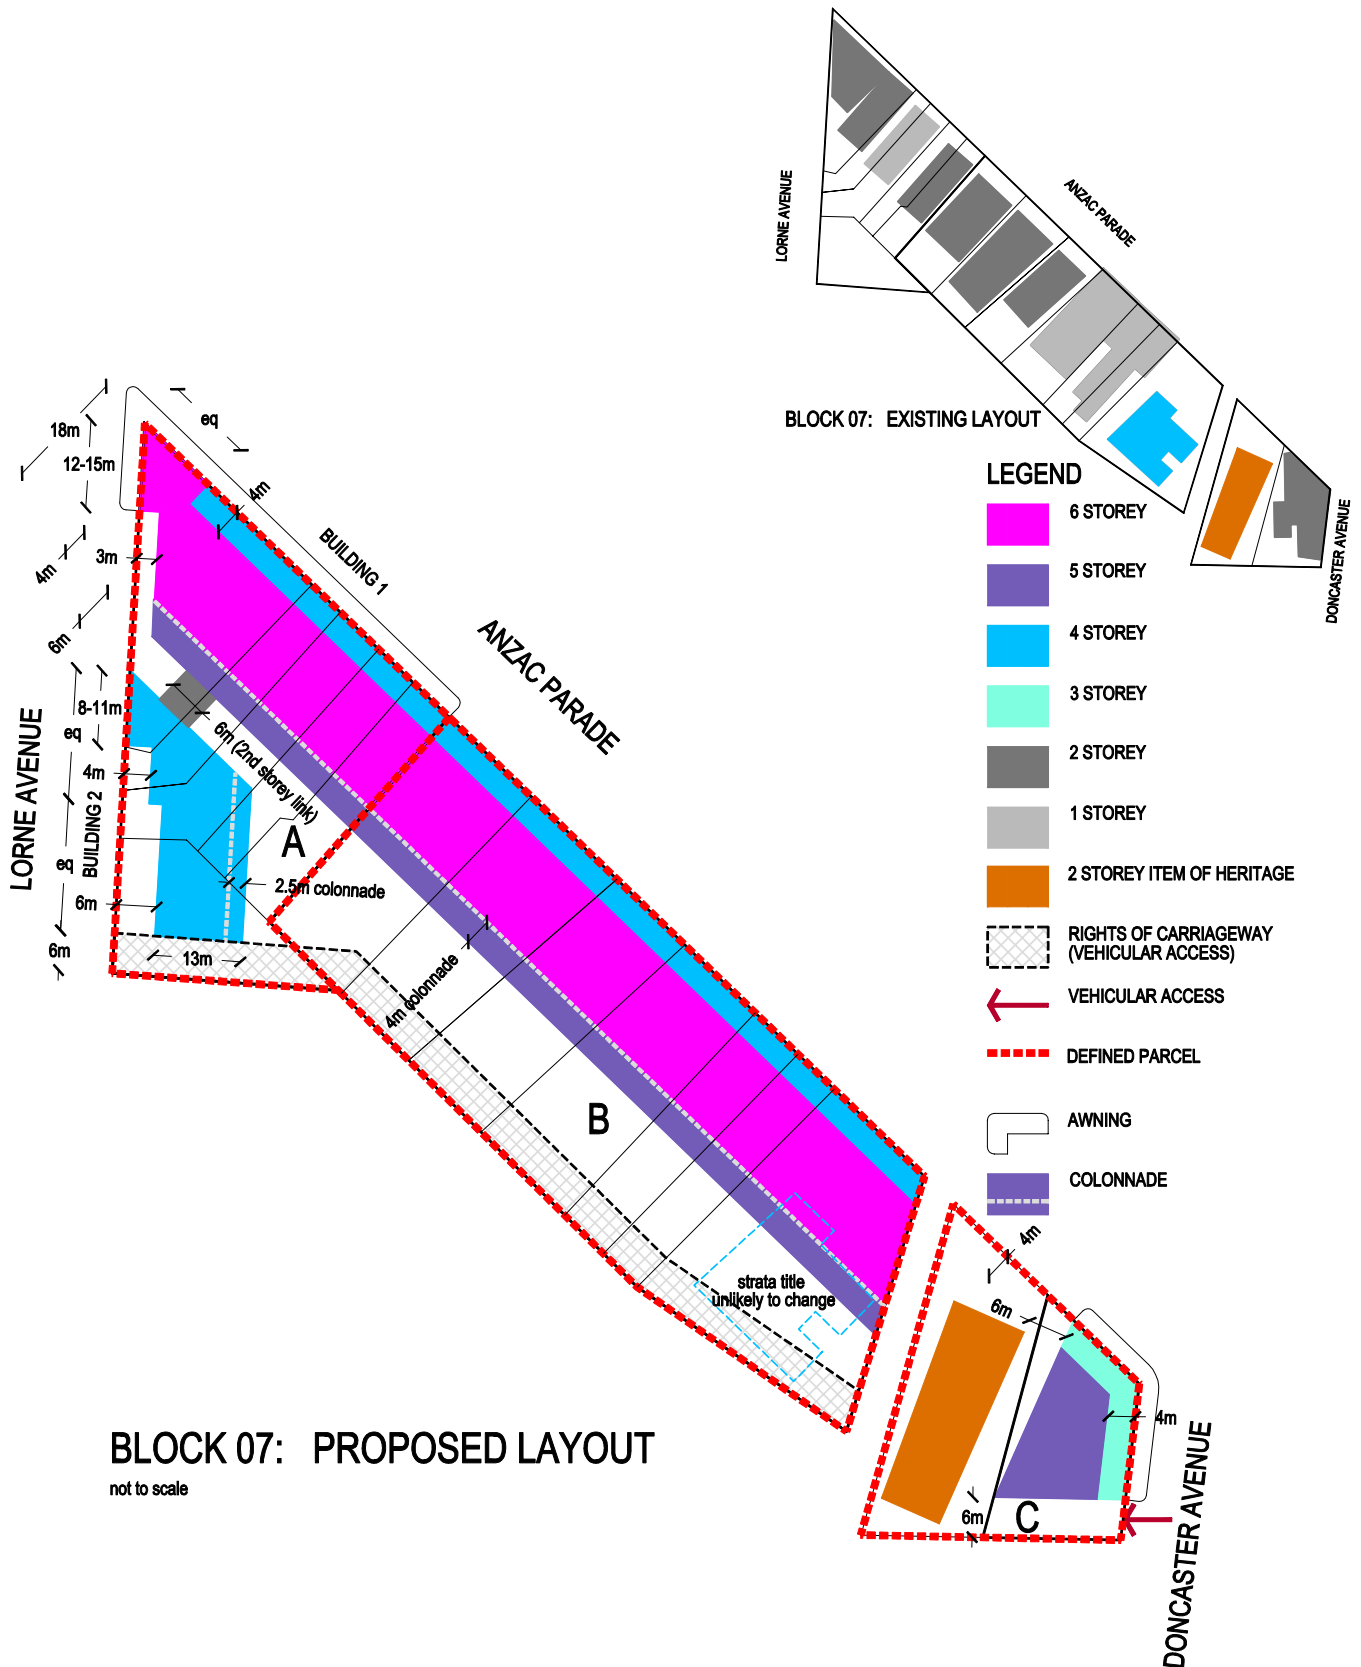 LORNE AVENUE
ANZAC PARADE
DONCASTER AVENUE
BLOCK 07: EXISTING LAYOUT
LEGEND
6 STOREY
5 STOREY
4 STOREY
3 STOREY
2 STOREY
1 STOREY
2 STOREY ITEM OF HERITAGE
RIGHTS OF CARRIAGEWAY
(VEHICULAR ACCESS)
VEHICULAR ACCESS
DEFINED PARCEL
AWNING
COLONNADE
18m
12-15m
eq
4m
BUILDING 1
4m
3m
6m
ANZAC PARADE
LORNE AVENUE
8-11m
eq
6m (2nd storey link)
4m
BUILDING 2
A
eq
2.5m colonnade
6m
6m
13m
4m colonnade
B
strata title
unlikely to change
4m
6m
4m
6m
C
DONCASTER AVENUE
BLOCK 07: PROPOSED LAYOUT
not to scale